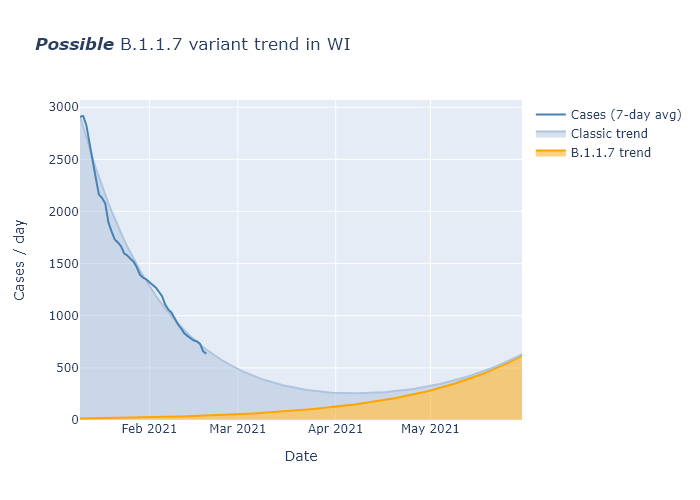 Possible B.1.1.7 variant trend in WI
3000
2500
2000
1500
1000
500
0
Cases / day
Feb 2021
Mar 2021
Apr 2021
May 2021
Date
Cases (7-day avg)
Classic trend
B.1.1.7 trend